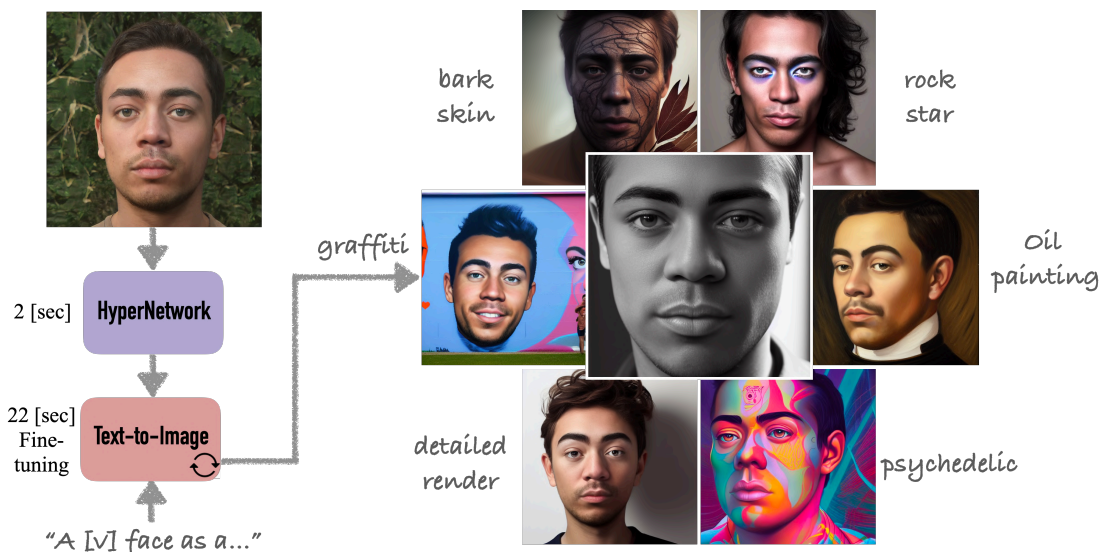 bark
skin
rock
star
graffiti
Oil
painting
2 [sec]
HyperNetwork
22 [sec]
Fine-
tuning
Text-to-Image
detailed
render
psychedelic
“A [V] face as a...”